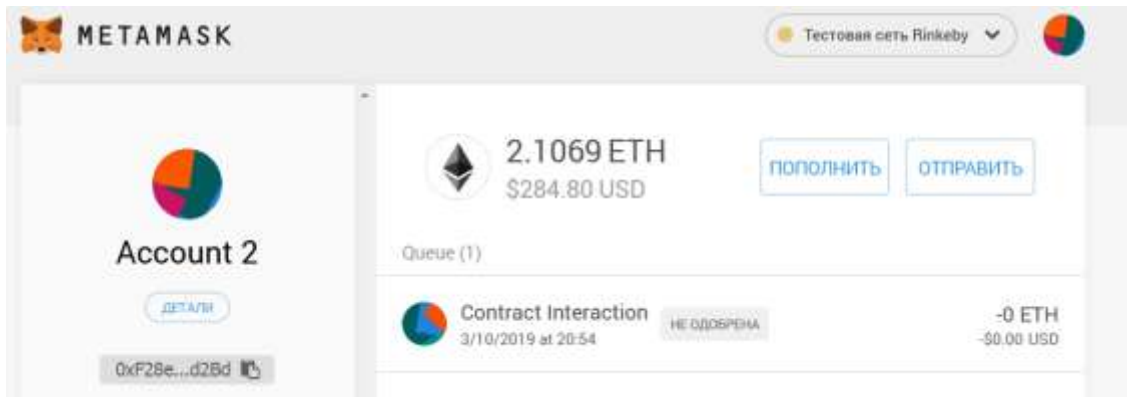 METAMASK
Тестовая сеть Rinkeby
2.1069 ETH
$284.80 USD
ПОПОЛНИТЬ
ОТПРАВИТЬ
Account 2
ДЕТАЛИ
0xF28e...d2Bd
Queue (1)
Contract Interaction
НЕ ОДОБРЕНА
-0 ETH
3/10/2019 at 20:54
-$0.00 USD